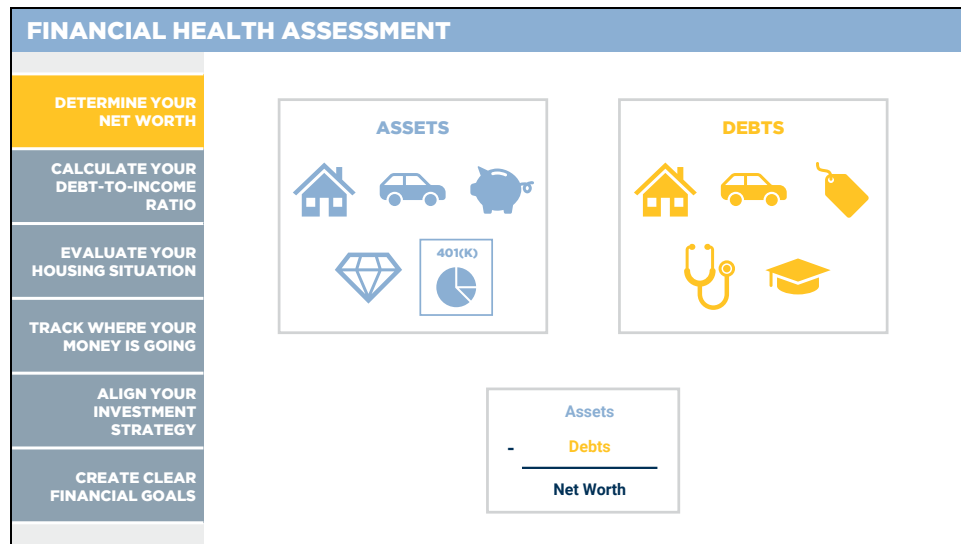 FINANCIAL HEALTH ASSESSMENT
DETERMINE YOUR
NET WORTH
CALCULATE YOUR
DEBT-TO-INCOME
RATIO
EVALUATE YOUR
HOUSING SITUATION
TRACK WHERE YOUR
MONEY IS GOING
ALIGN YOUR
INVESTMENT
STRATEGY
CREATE CLEAR
FINANCIAL GOALS
ASSETS
401(K)
DEBTS
Assets
- Debts
Net Worth